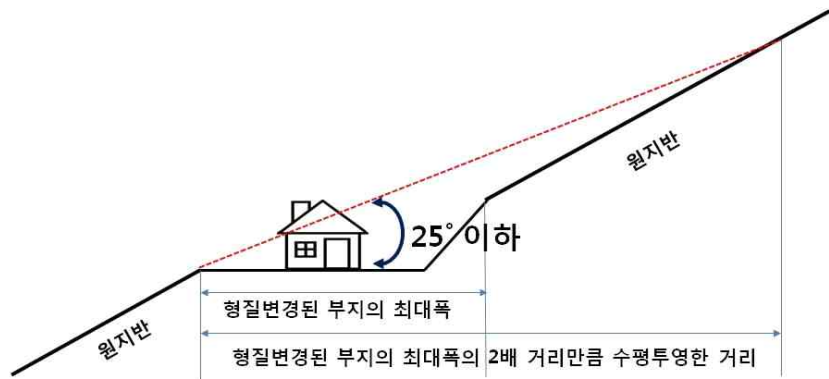 원지반
25° 이하
형질변경된 부지의 최대폭
원지반
형질변경된 부지의 최대폭의 2배 거리만큼 수평투영한 거리